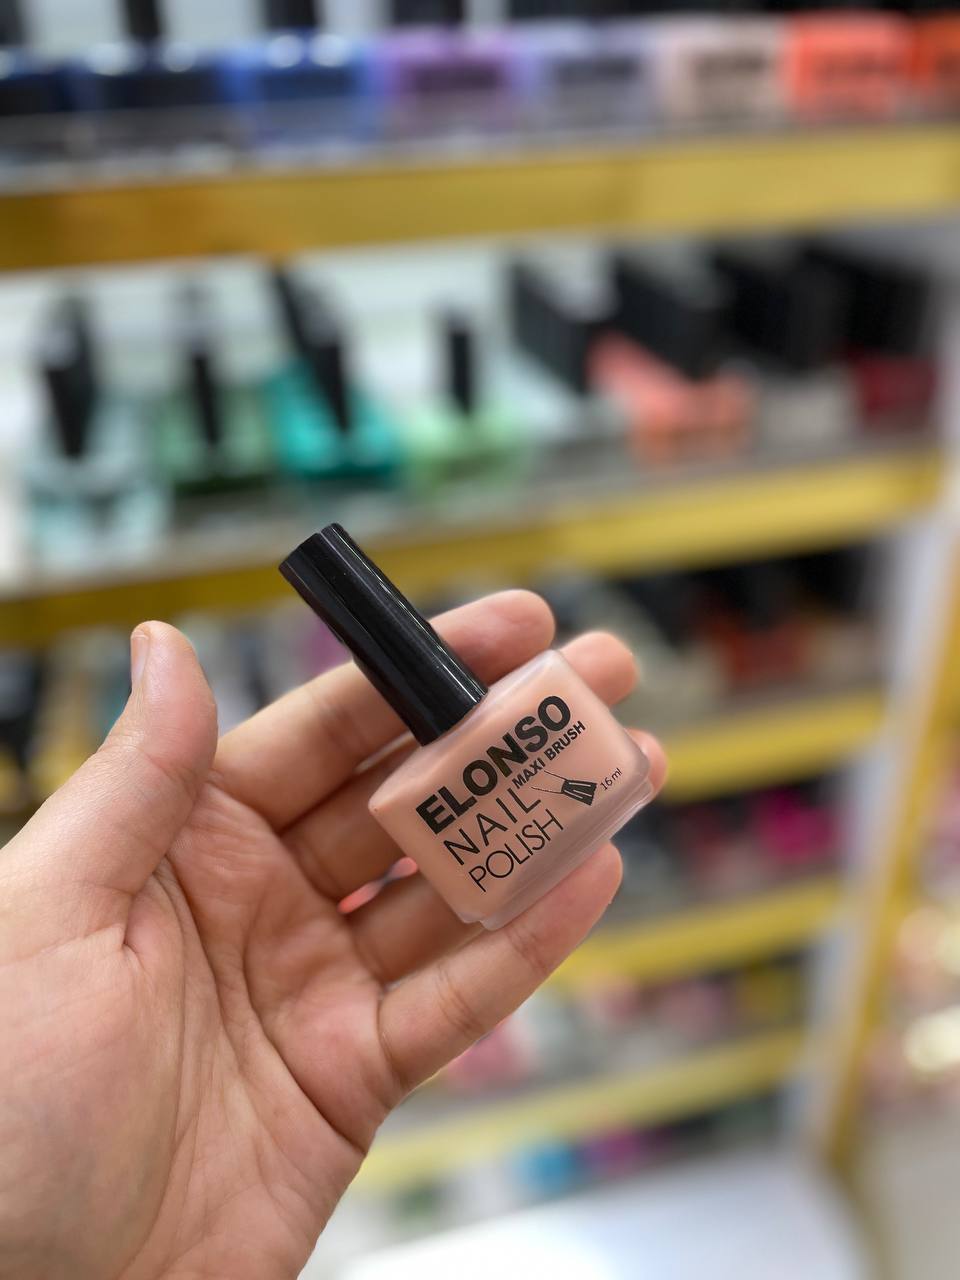 ELONSO
MAXI BRUSH
NAIL
POLISH
16 ml